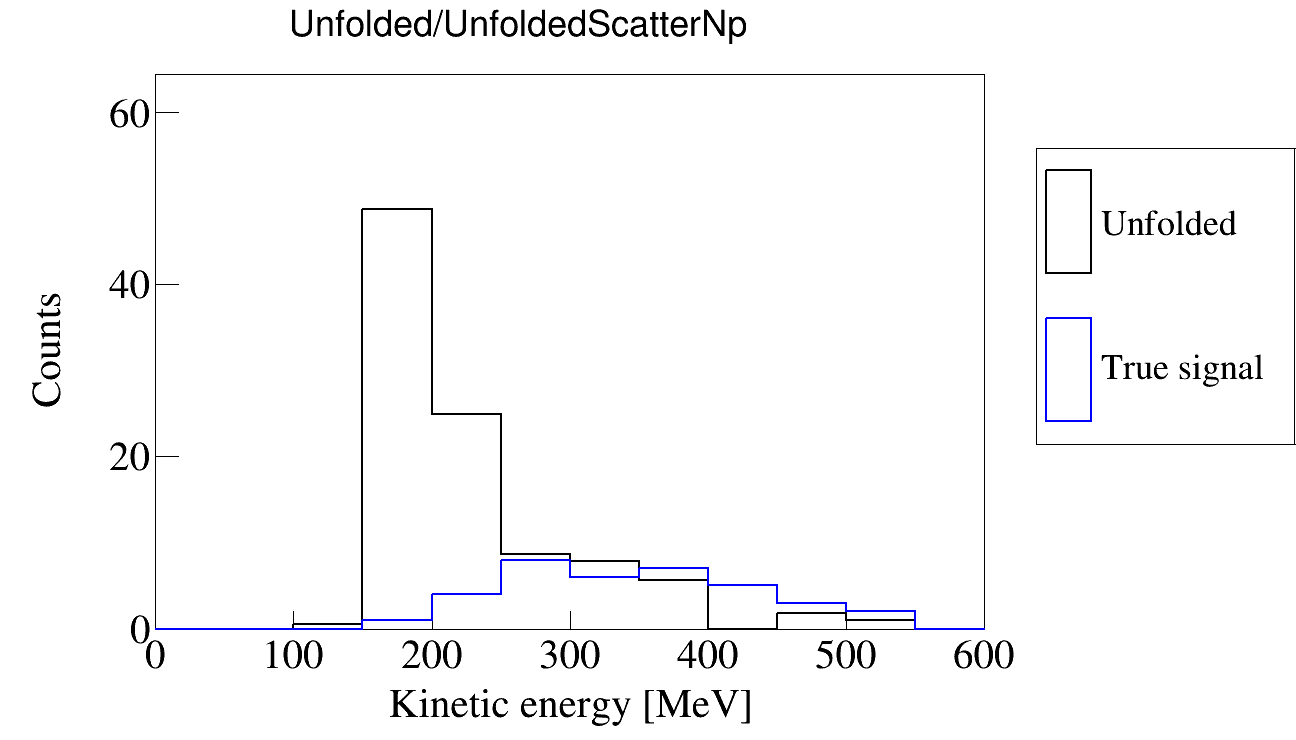 Unfolded/UnfoldedScatterNp
60
40
20
0
0 100 200 300 400 500 600
Counts
Kinetic energy [MeV]
Unfolded
True signal